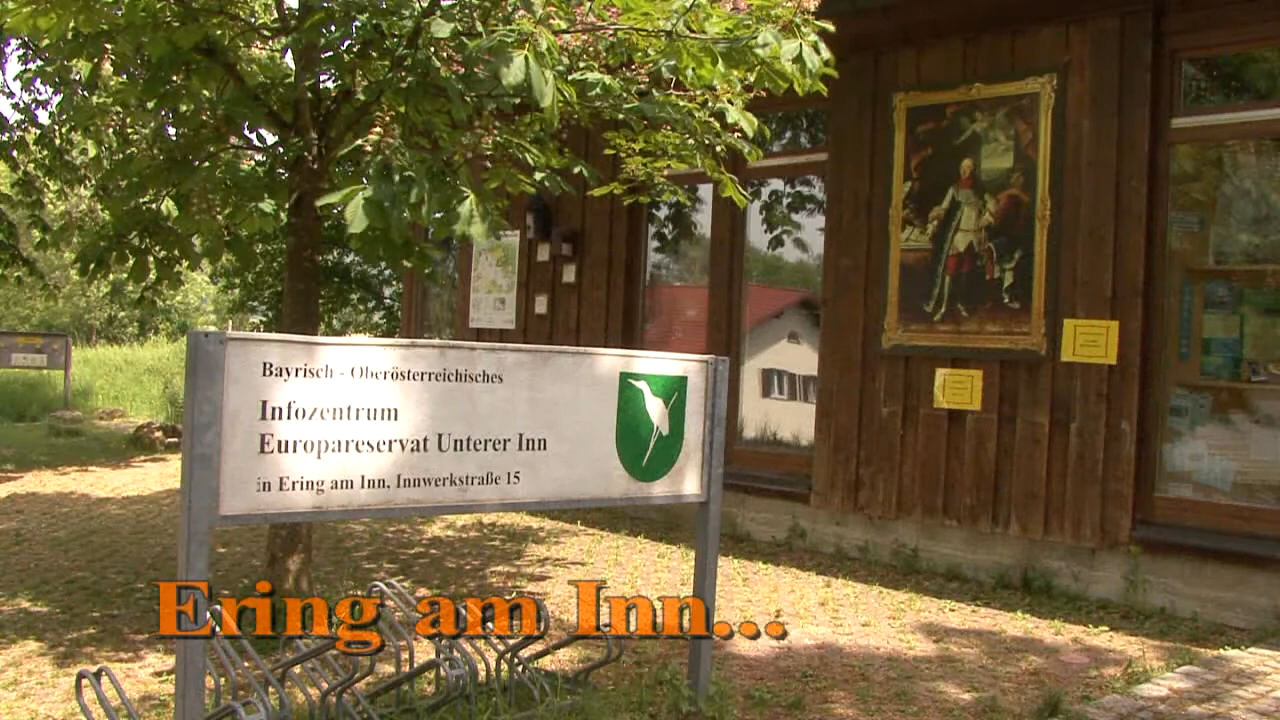 Bayrisch - Oberösterreichisches
Infozentrum
Europareservat Unterer Inn
in Ering am Inn, Innwerkstraße 15
Ering am Inn...